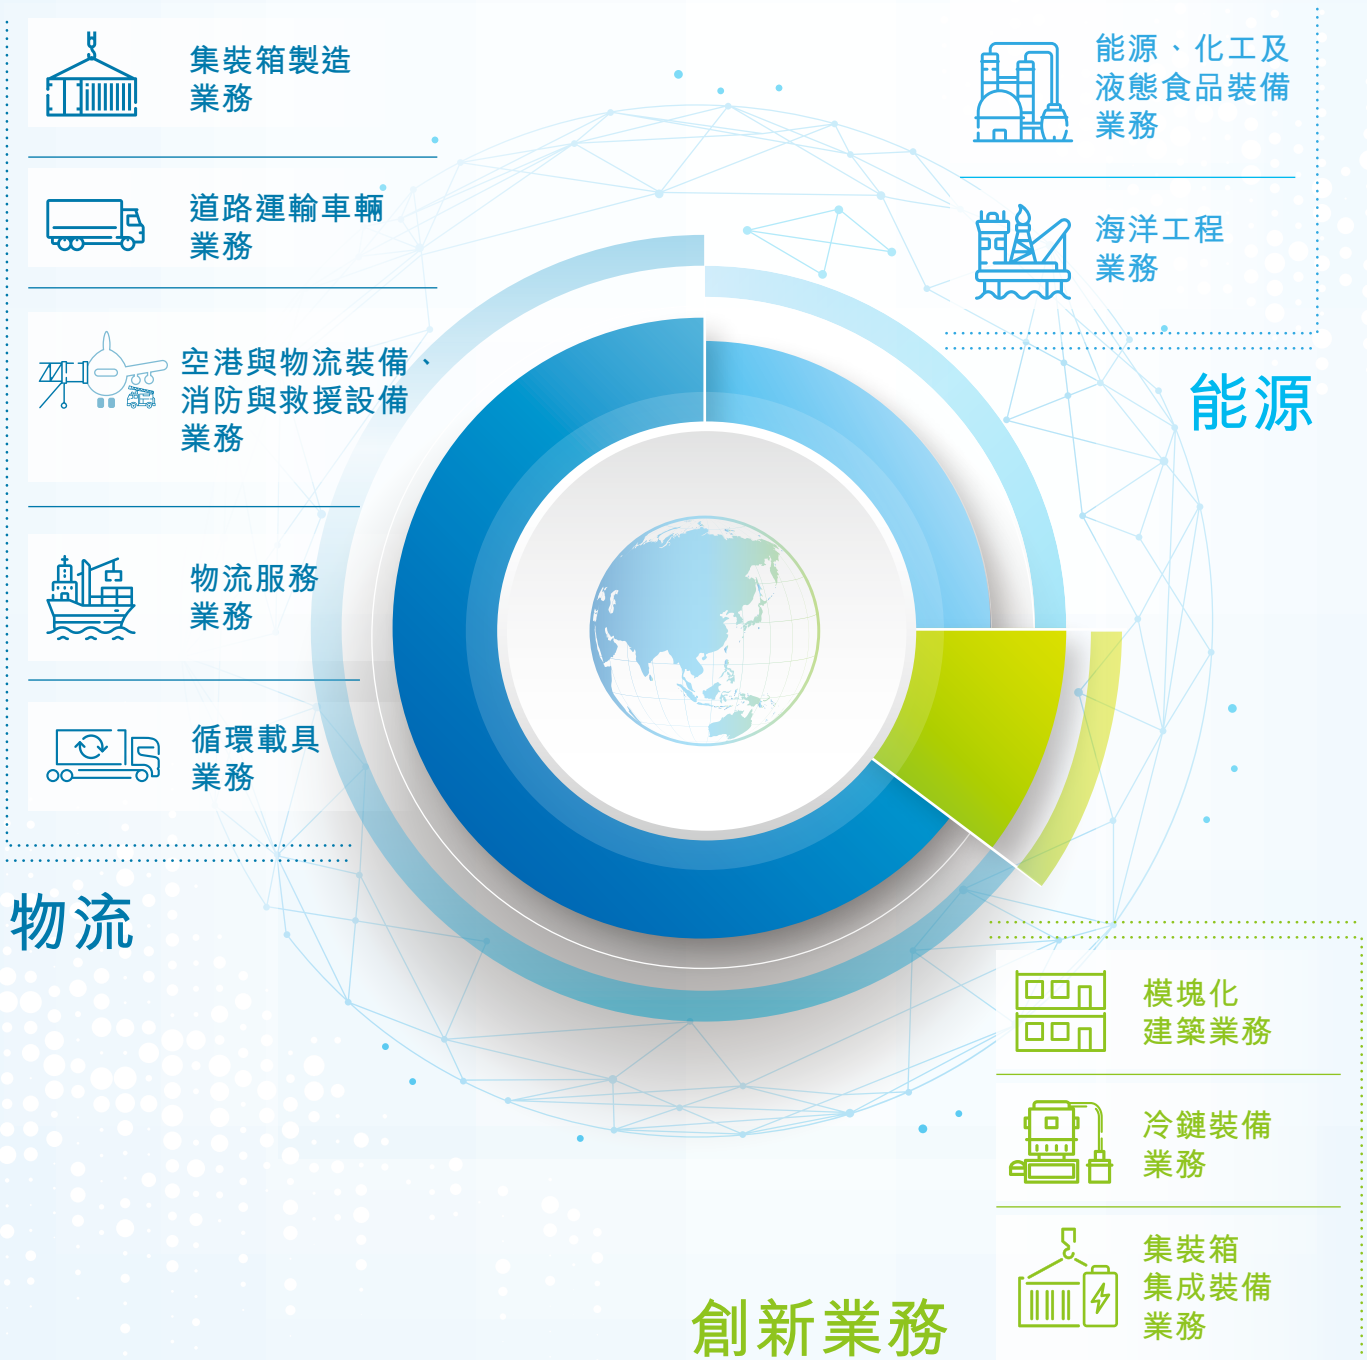 集裝箱製造
業務
道路運輸車輛
業務
空港與物流裝備、
消防與救援設備
業務
物流服務
業務
循環載具
業務
物流
能源、化工及
液態食品裝備
業務
海洋工程
業務
能源
模塊化
建築業務
冷鏈裝備
業務
集裝箱
集成裝備
業務
創新業務